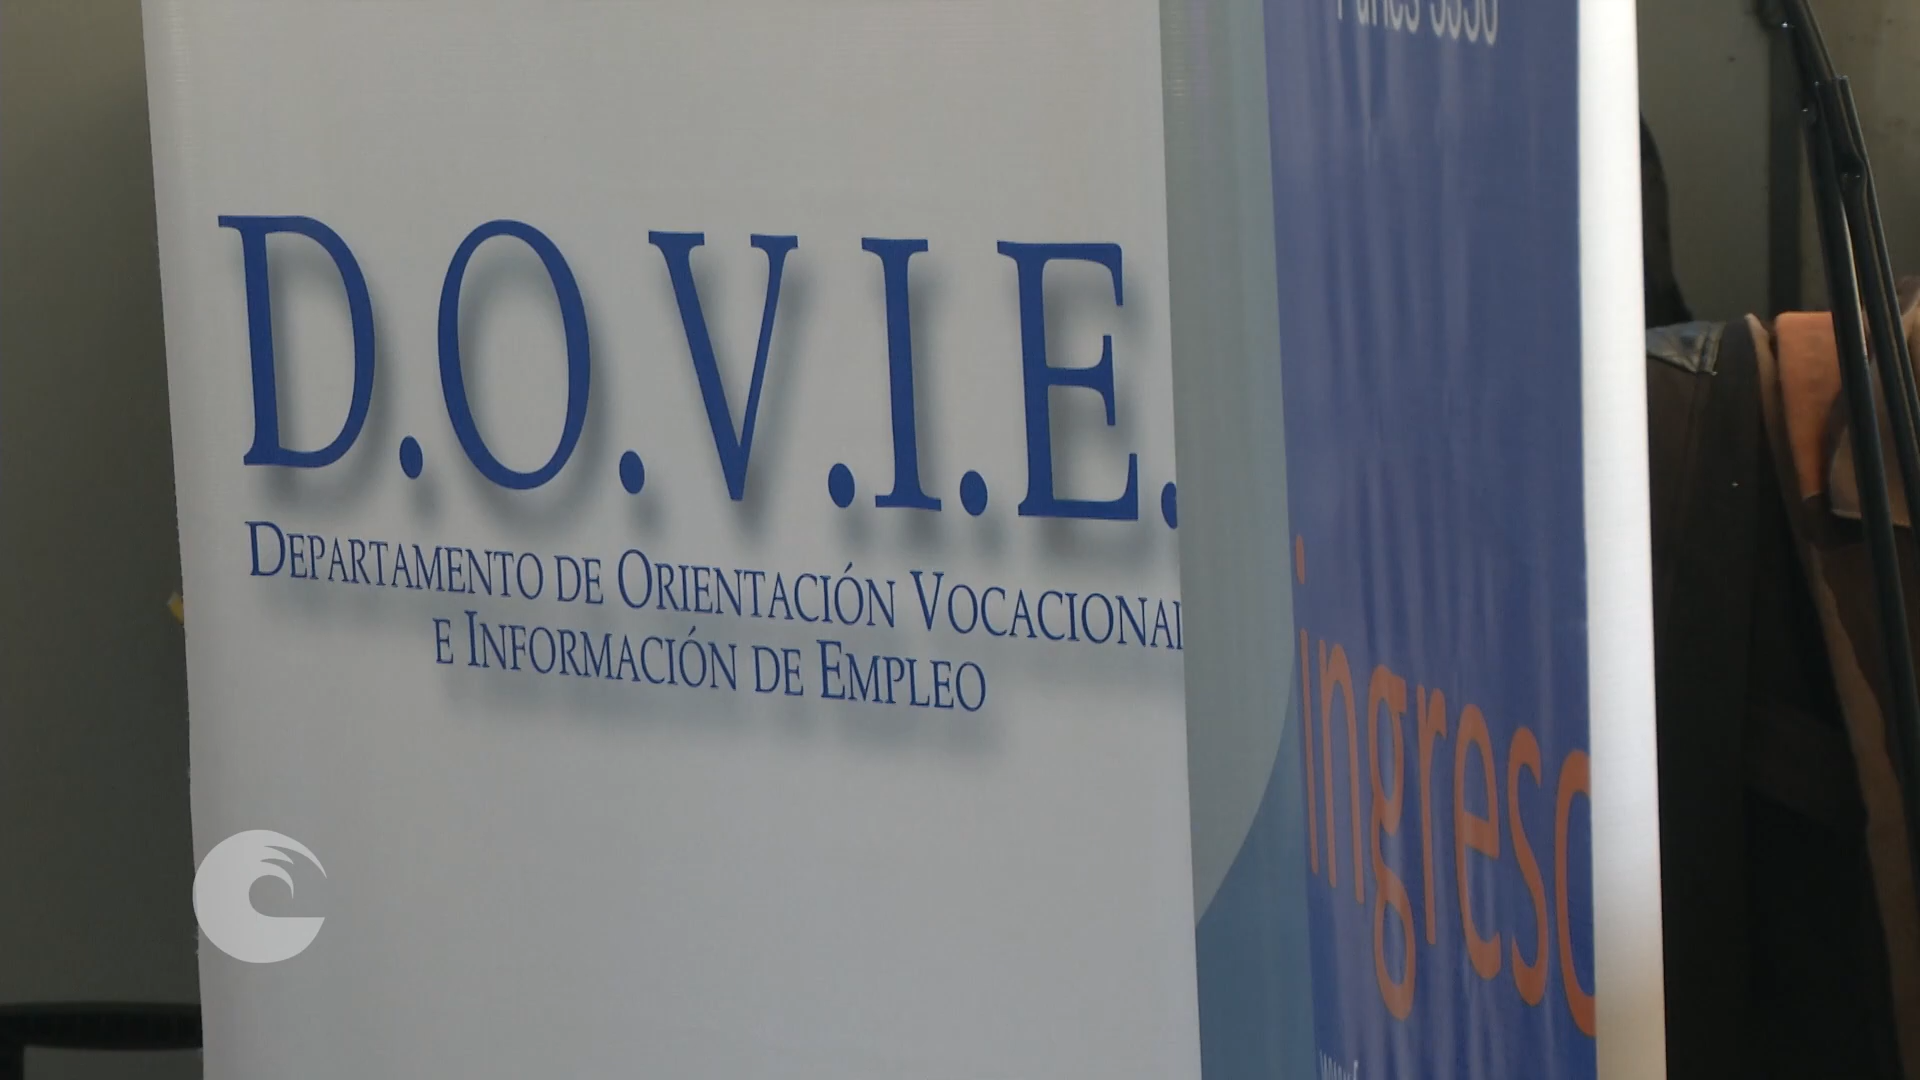 D.O.V.I.E.
DEPARTAMENTO DE ORIENTACIÓN VOCACIONAL
E INFORMACIÓN DE EMPLEO
ingreso